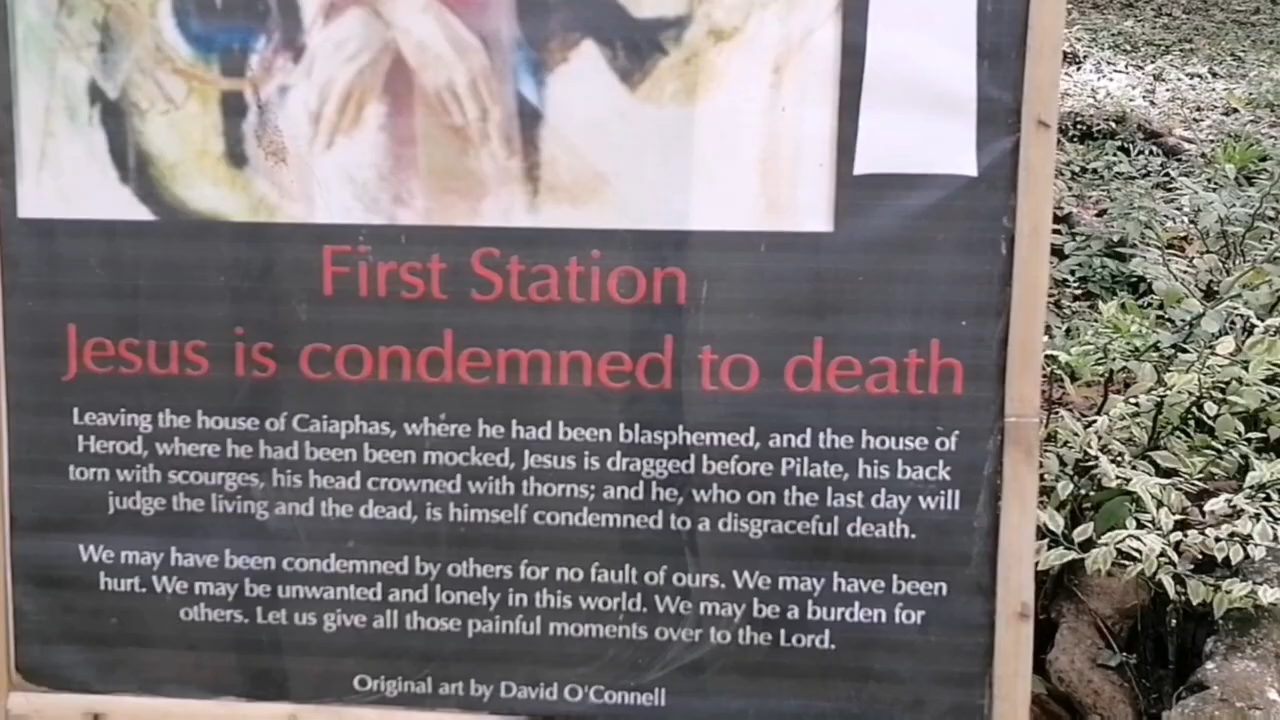 First Station
Jesus is condemned to death
Leaving the house of Caiaphas, where he had been blasphemed, and the house of
Herod, where he had been been mocked, Jesus is dragged before Pilate, his back
torn with scourges, his head crowned with thorns; and he, who on the last day will
judge the living and the dead, is himself condemned to a disgraceful death.
We may have been condemned by others for no fault of ours. We may have been
hurt. We may be unwanted and lonely in this world. We may be a burden for
others. Let us give all those painful moments over to the Lord.
Original art by David O'Connell